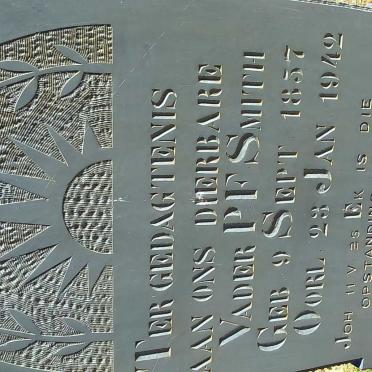 TER GEDAGTENIS
AAN ONS DIERBARE
VADER PF SMITH
GEB 9 SEPT 1857
OORL 23 JAN 1942
JOH 11 V 25 EK IS DIE
OPSTANDING